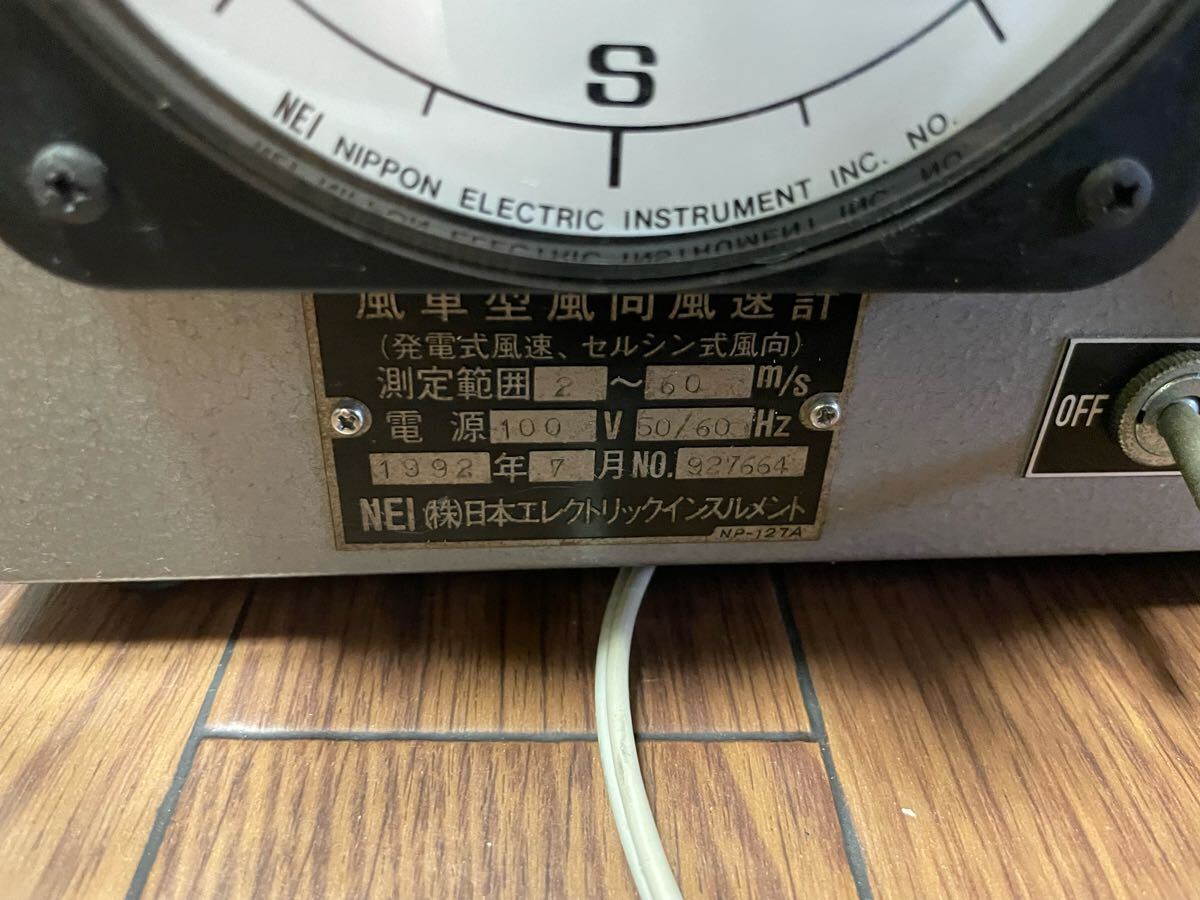 S
NEI NIPPON ELECTRIC INSTRUMENT INC. NO.
風車型風向風速計
(発電式風速、セルシン式風向)
測定範囲 2 〜 60 m/s
電源 100 V 50/60 Hz
1992 年 7 月 NO. 927664
NEI (株)日本エレクトリックインスルメント
NP-127A
OFF